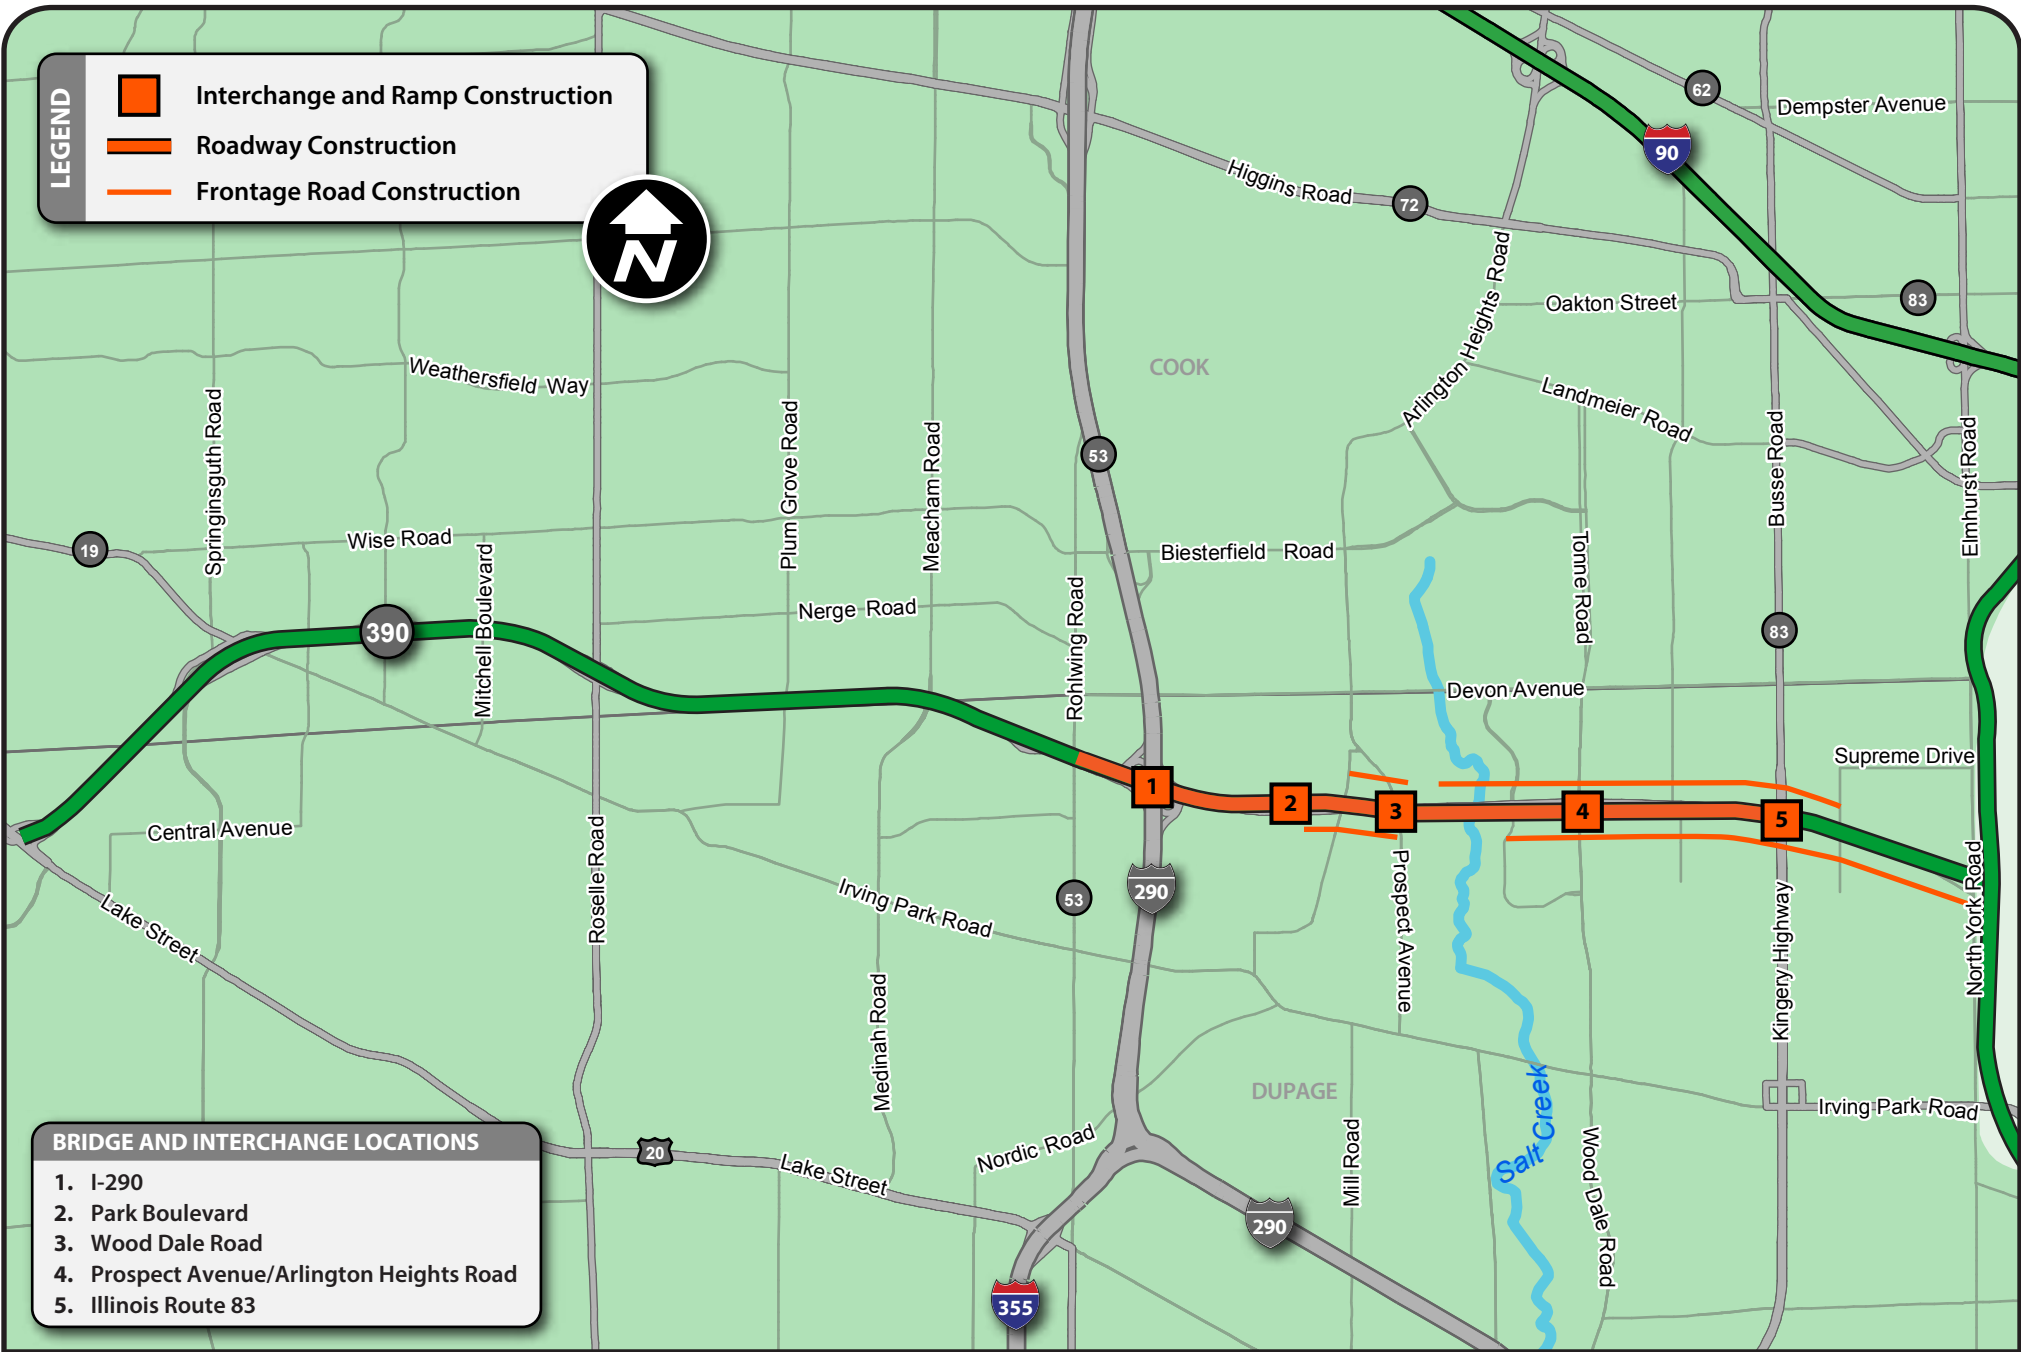 LEGEND
Interchange and Ramp Construction
Roadway Construction
Frontage Road Construction
N
62
Dempster Avenue
90
Higgins Road
72
Arlington Heights Road
Oakton Street
83
COOK
Weathersfield Way
Landmeier Road
Springinsguth Road
Plum Grove Road
Meacham Road
53
Busse Road
Elmhurst Road
19
Wise Road
Mitchell Boulevard
Biesterfield Road
Tonne Road
Rohlwing Road
Nerge Road
390
83
Devon Avenue
Supreme Drive
1
2
3
4
5
Central Avenue
Roselle Road
Irving Park Road
53
290
Prospect Avenue
Kingery Highway
North York Road
Lake Street
Medinah Road
DUPAGE
Salt Creek
Irving Park Road
Nordic Road
Mill Road
Wood Dale Road
20
Lake Street
290
355
BRIDGE AND INTERCHANGE LOCATIONS
1. I-290
2. Park Boulevard
3. Wood Dale Road
4. Prospect Avenue/Arlington Heights Road
5. Illinois Route 83